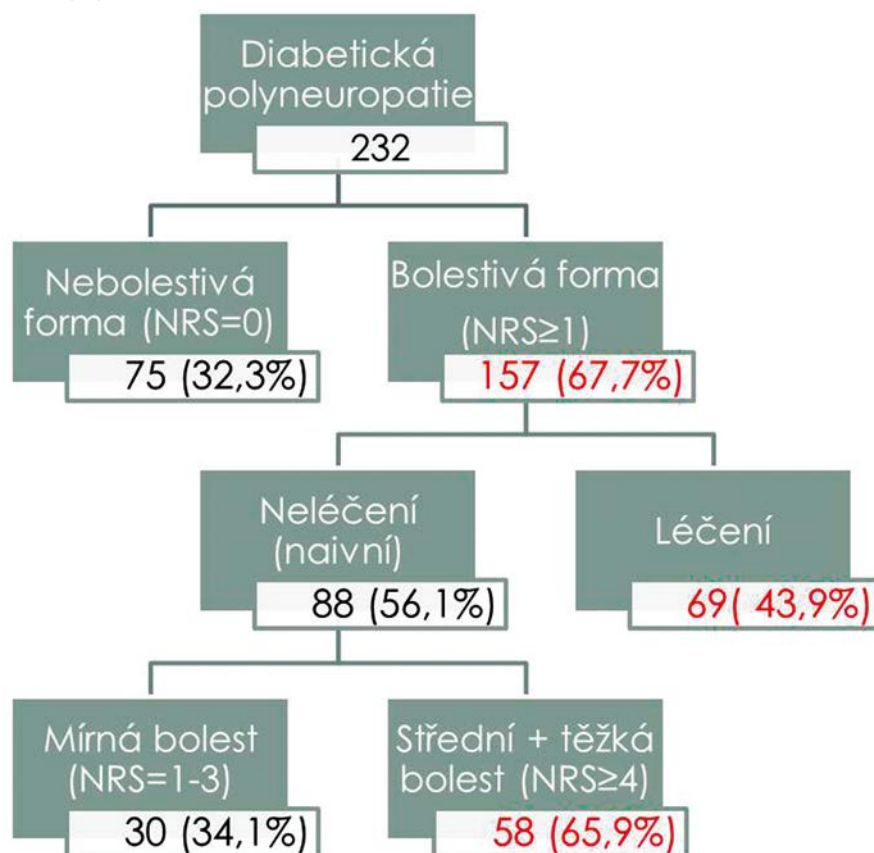 Diabetická
polyneuropatie
232
Nebolestivá
forma (NRS=0)
75 (32,3%)
Bolestivá forma
(NRS≥1)
157 (67,7%)
Neléčení
(naivní)
88 (56,1%)
Léčení
69( 43,9%)
Mírná bolest
(NRS=1-3)
30 (34,1%)
Střední + těžká
bolest (NRS≥4)
58 (65,9%)